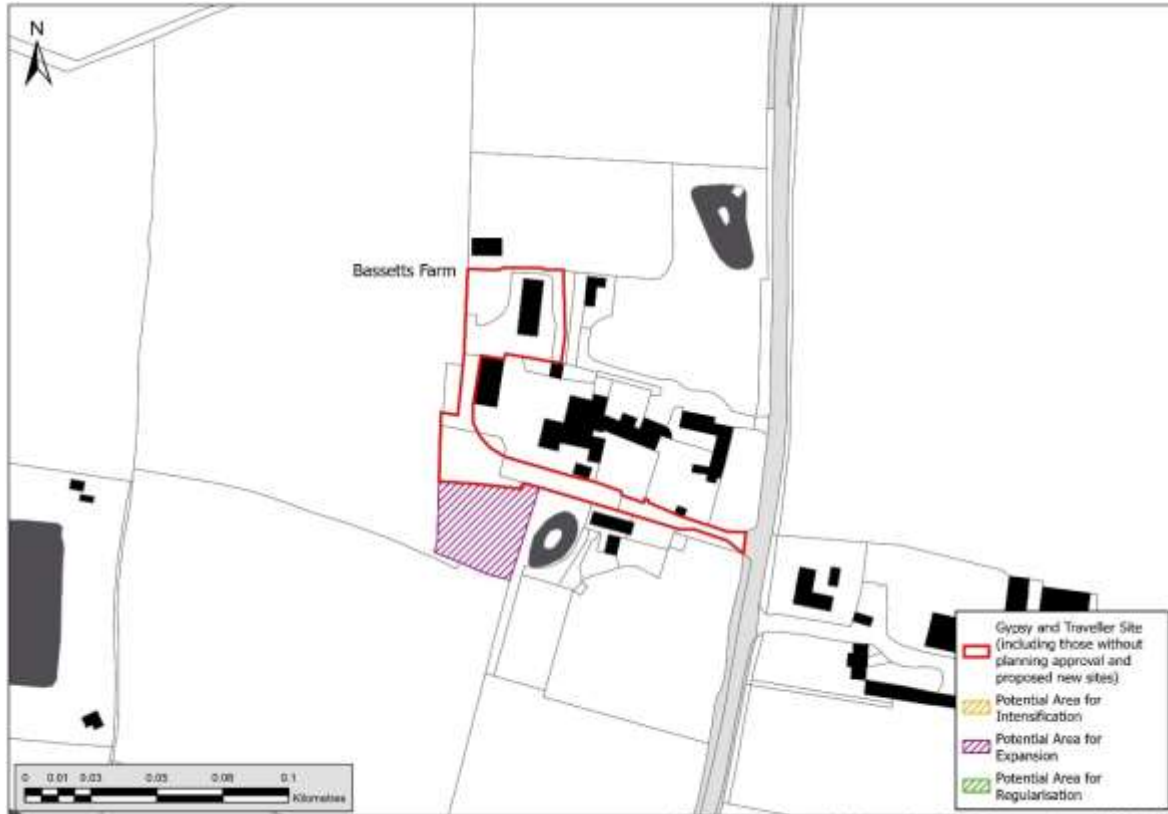 N
Bassetts Farm
Gypsy and Traveller Site
(including those without
planning approval and
proposed new sites)
Potential Area for
Intensification
Potential Area for
Expansion
Potential Area for
Regularisation
0 0.01 0.03 0.05 0.08 0.1
Kilometres